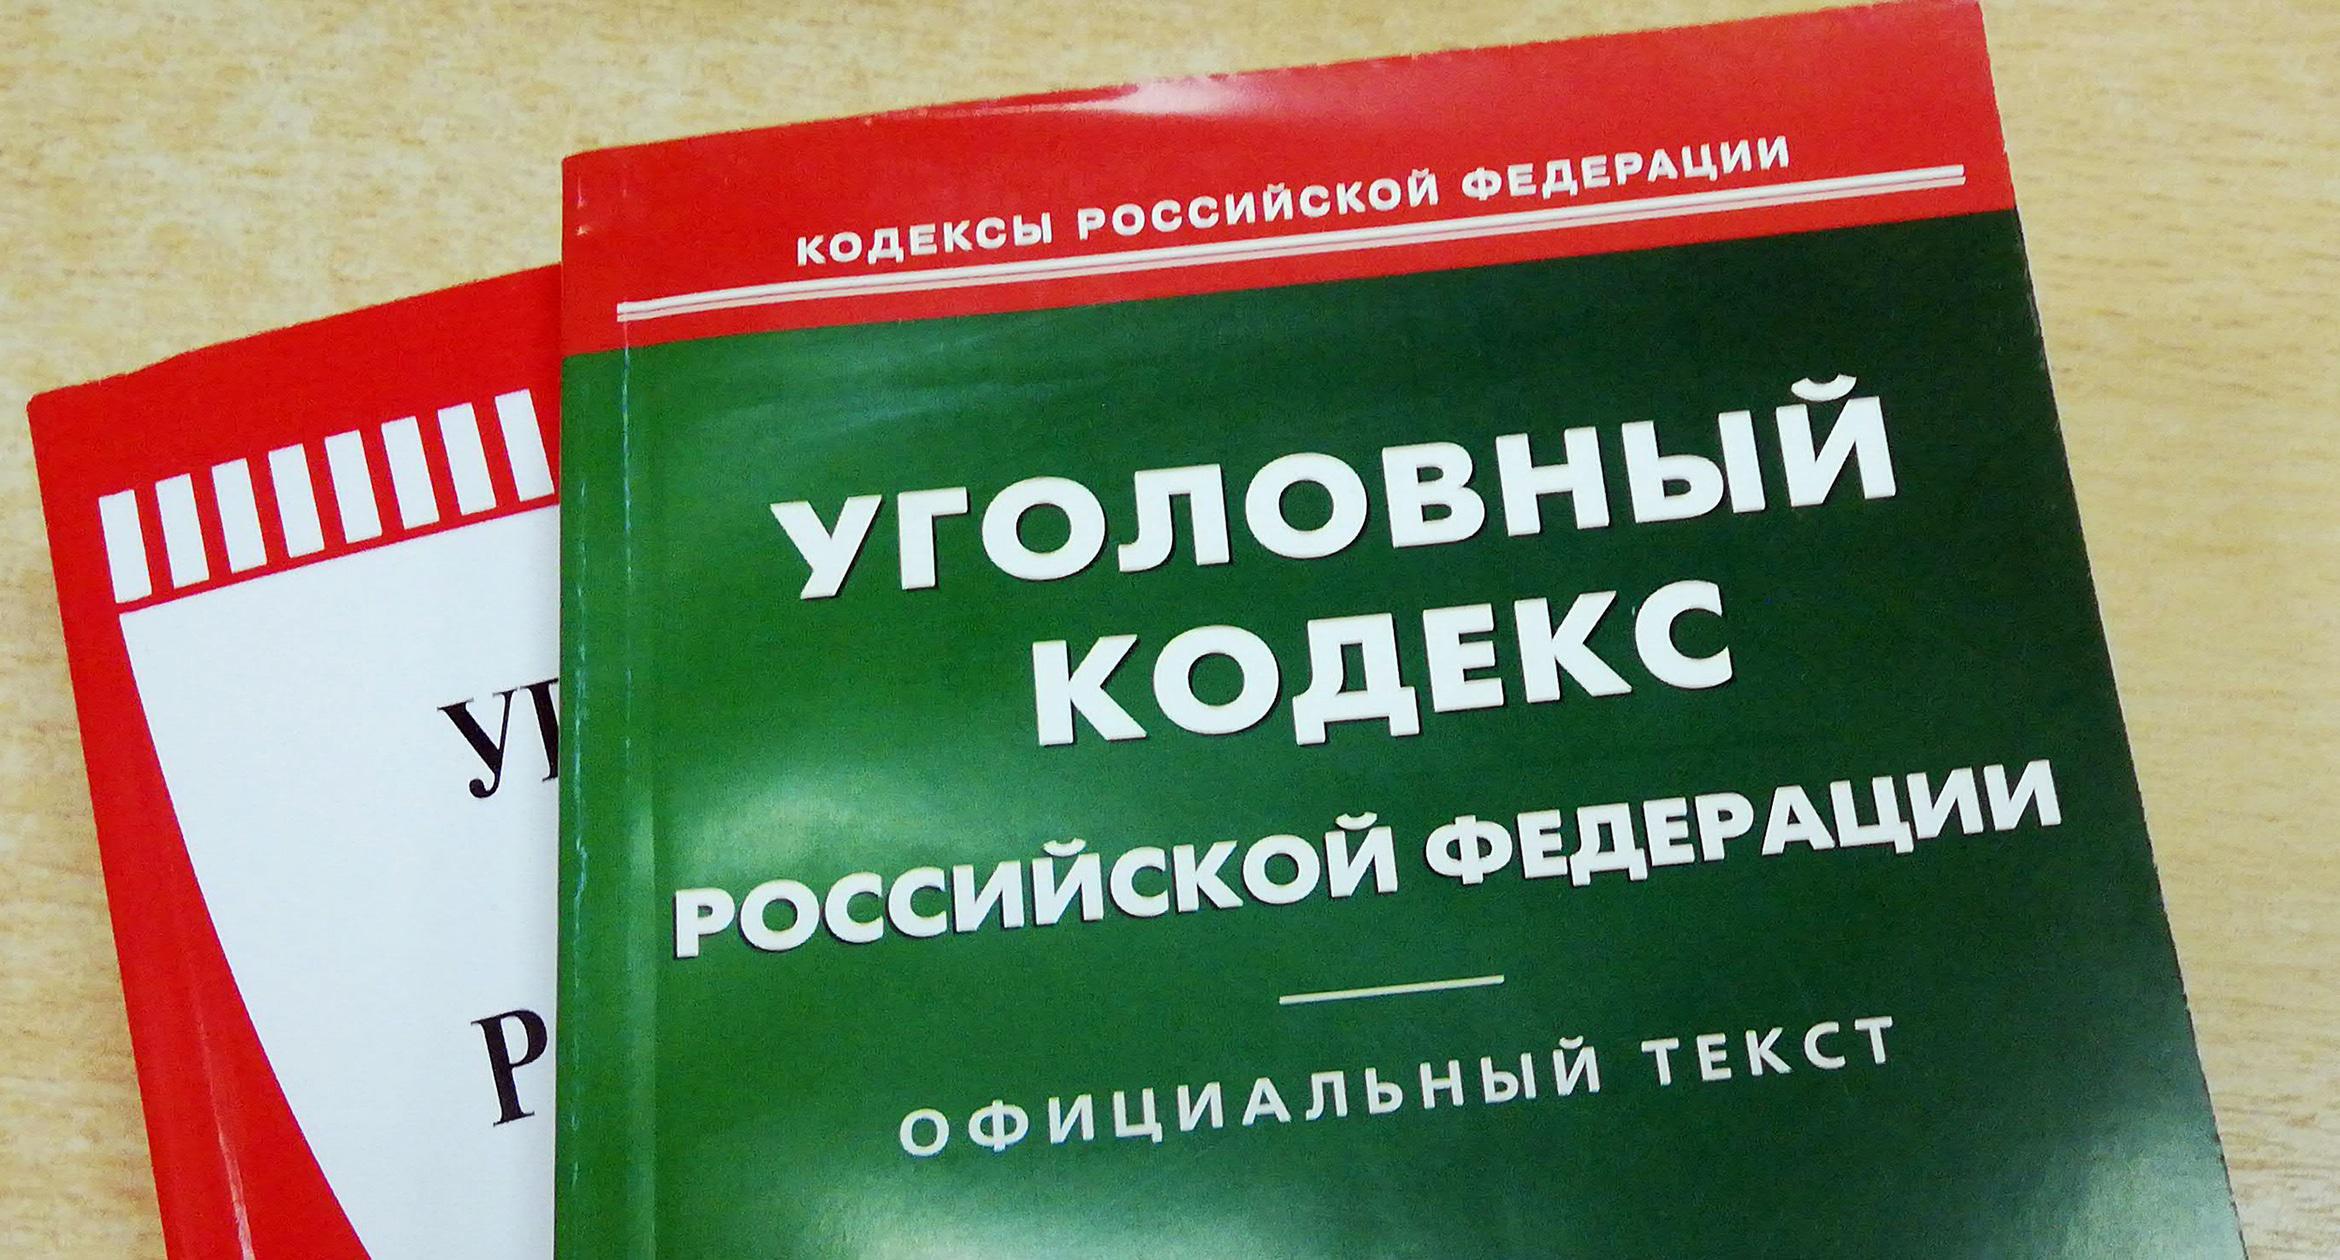 КОДЕКСЫ РОССИЙСКОЙ ФЕДЕРАЦИИ
УГОЛОВНЫЙ
КОДЕКС
РОССИЙСКОЙ ФЕДЕРАЦИИ
ОФИЦИАЛЬНЫЙ ТЕКСТ